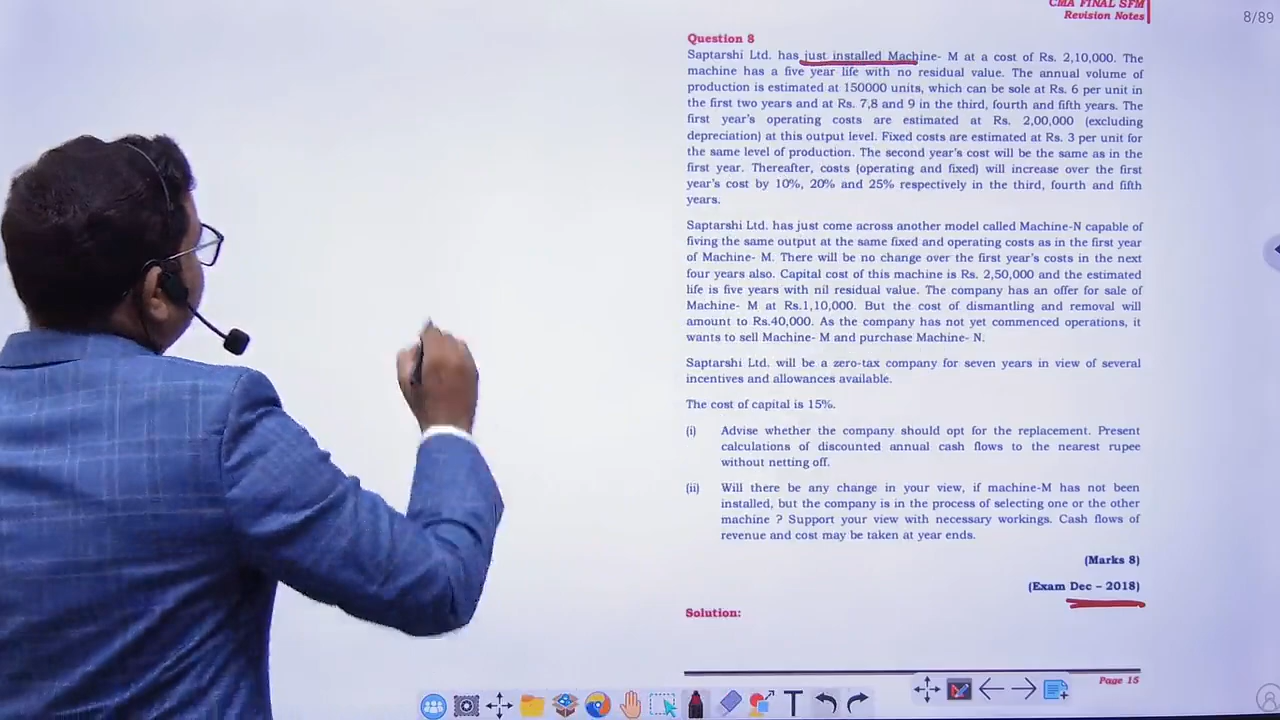 CMA FINAL SFM
Revision Notes
8/89
Question 8
Saptarshi Ltd. has just installed Machine- M at a cost of Rs. 2,10,000. The
machine has a five year life with no residual value. The annual volume of
production is estimated at 150000 units, which can be sole at Rs. 6 per unit in
the first two years and at Rs. 7,8 and 9 in the third, fourth and fifth years. The
first year's operating costs are estimated at Rs. 2,00,000 (excluding
depreciation) at this output level. Fixed costs are estimated at Rs. 3 per unit for
the same level of production. The second year's cost will be the same as in the
first year. Thereafter, costs (operating and fixed) will increase over the first
year's cost by 10%, 20% and 25% respectively in the third, fourth and fifth
years.
Saptarshi Ltd. has just come across another model called Machine-N capable of
fiving the same output at the same fixed and operating costs as in the first year
of Machine- M. There will be no change over the first year's costs in the next
four years also. Capital cost of this machine is Rs. 2,50,000 and the estimated
life is five years with nil residual value. The company has an offer for sale of
Machine- M at Rs.1,10,000. But the cost of dismantling and removal will
amount to Rs.40,000. As the company has not yet commenced operations, it
wants to sell Machine- M and purchase Machine- N.
Saptarshi Ltd. will be a zero-tax company for seven years in view of several
incentives and allowances available.
The cost of capital is 15%.
(i) Advise whether the company should opt for the replacement. Present
calculations of discounted annual cash flows to the nearest rupee
without netting off.
(ii) Will there be any change in your view, if machine-M has not been
installed, but the company is in the process of selecting one or the other
machine ? Support your view with necessary workings. Cash flows of
revenue and cost may be taken at year ends.
(Marks 8)
(Exam Dec – 2018)
Solution:
Page 15